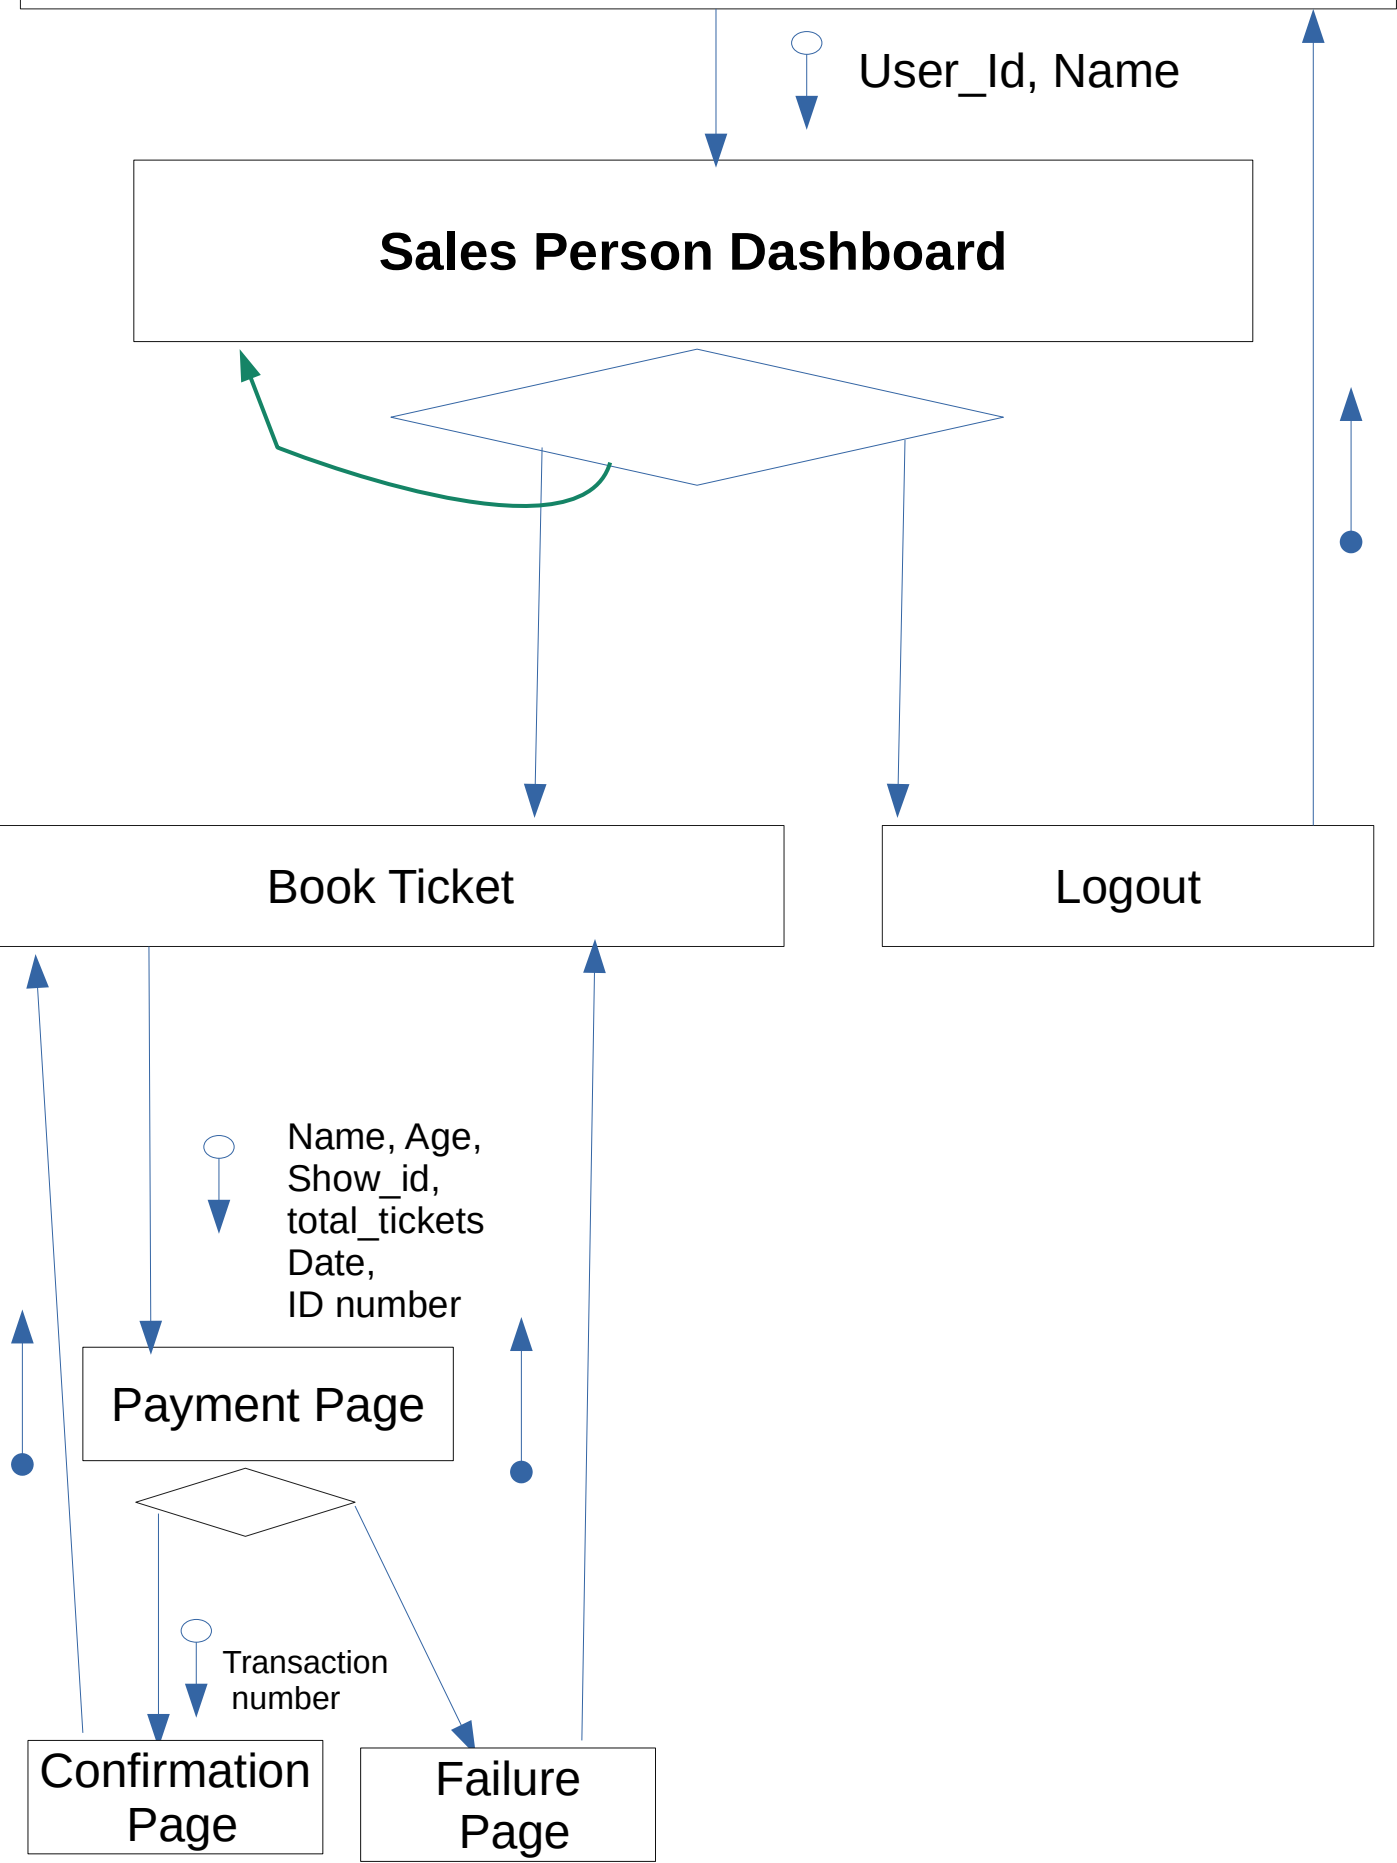 User_Id, Name
Sales Person Dashboard
Book Ticket
Logout
Name, Age,
Show_id,
total_tickets
Date,
ID number
Payment Page
Transaction
number
Confirmation
Page
Failure
Page